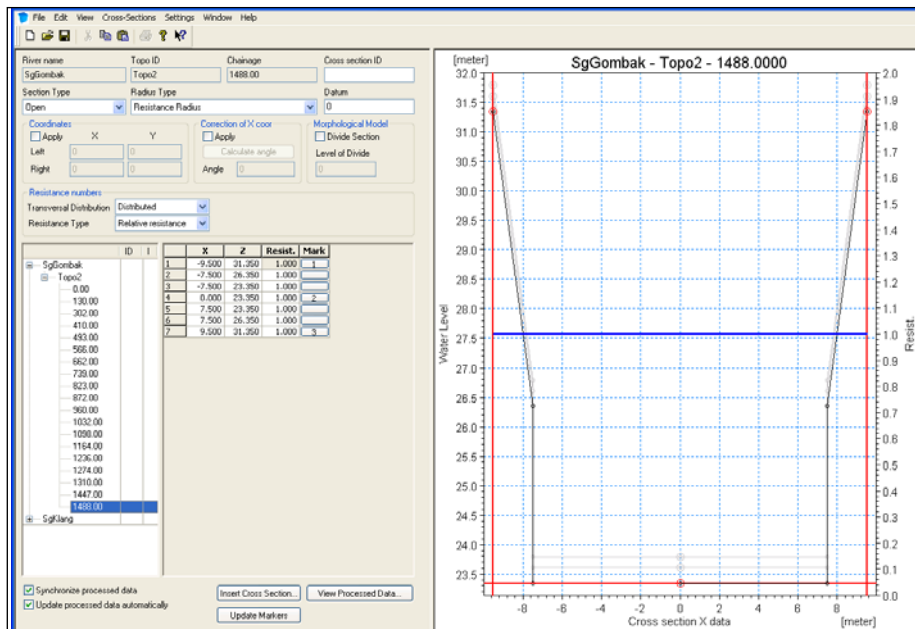 File Edit View Cross-Sections Settings Window Help
River name Topo ID Chainage Cross section ID
SgGombak Topo2 1488.00
Section Type Radius Type Datum
Open Resistance Radius 0
Coordinates Correction of X coor Morphological Model
Apply X Y Apply Divide Section
Left 0 0 Calculate angle Level of Divide
Right 0 0 Angle 0 0
Resistance numbers
Transversal Distribution Distributed
Resistance Type Relative resistance
ID I
SgGombak
Topo2
0.00
130.00
302.00
410.00
493.00
566.00
662.00
739.00
823.00
872.00
960.00
1032.00
1098.00
1164.00
1236.00
1274.00
1310.00
1447.00
1488.00
SgKlang
X Z Resist. Mark
1 -9.500 31.350 1.000 1
2 -7.500 26.350 1.000
3 -7.500 23.350 1.000
4 0.000 23.350 1.000 2
5 7.500 23.350 1.000
6 7.500 26.350 1.000
7 9.500 31.350 1.000 3
Synchronize processed data
Update processed data automatically
Insert Cross Section... View Processed Data...
Update Markers
[meter]
SgGombak - Topo2 - 1488.0000
32.0
31.5
31.0
30.5
30.0
29.5
29.0
28.5
28.0
27.5
27.0
26.5
26.0
25.5
25.0
24.5
24.0
23.5
Water Level
2.0
1.9
1.8
1.7
1.6
1.5
1.4
1.3
1.2
1.1
1.0
0.9
0.8
0.7
0.6
0.5
0.4
0.3
0.2
0.1
0.0
Resist.
-8 -6 -4 -2 0 2 4 6 8
Cross section X data [meter]